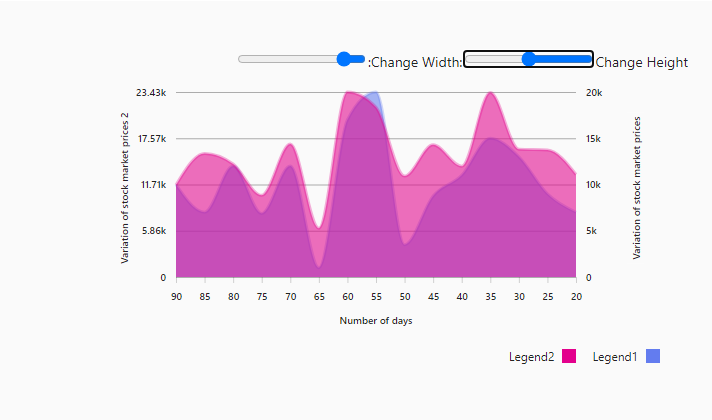 :Change Width: Change Height
Variation of stock market prices 2
23.43k
17.57k
11.71k
5.86k
0
20k
15k
10k
5k
0
Variation of stock market prices
90 85 80 75 70 65 60 55 50 45 40 35 30 25 20
Number of days
Legend2 Legend1